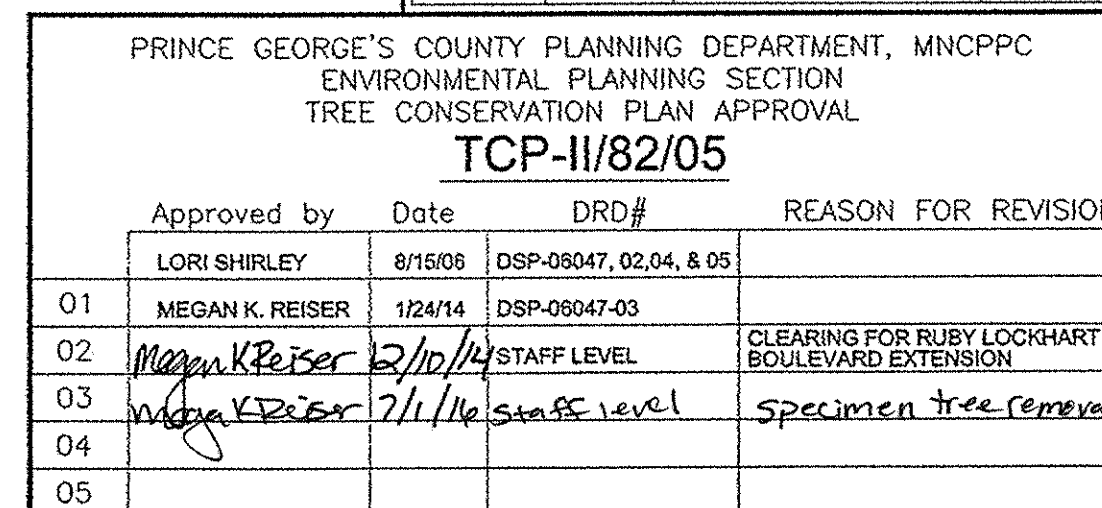 PRINCE GEORGE'S COUNTY PLANNING DEPARTMENT, MNCPPC
ENVIRONMENTAL PLANNING SECTION
TREE CONSERVATION PLAN APPROVAL
TCP-II/82/05
Approved by Date DRD# REASON FOR REVISION
LORI SHIRLEY 8/15/06 DSP-06047, 02,04, & 05
01 MEGAN K. REISER 1/24/14 DSP-06047-03
02 Megan K Reiser 12/10/14 STAFF LEVEL CLEARING FOR RUBY LOCKHART
BOULEVARD EXTENSION
03 Megan K Reiser 7/1/16 staff level specimen tree remova
04
05